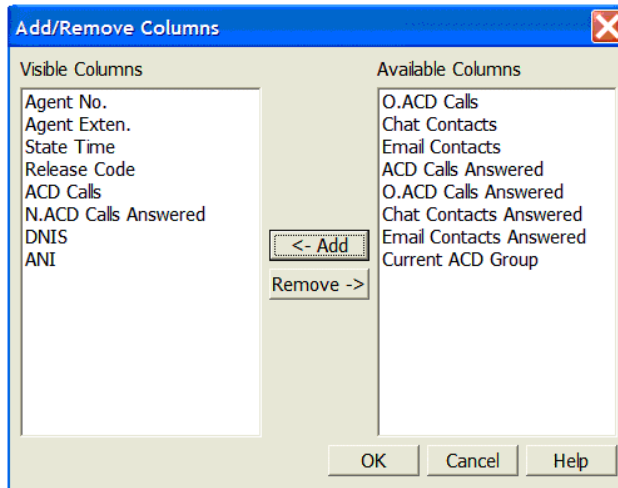 Add/Remove Columns
Visible Columns
Agent No.
Agent Exten.
State Time
Release Code
ACD Calls
N.ACD Calls Answered
DNIS
ANI
<- Add
Remove ->
Available Columns
O.ACD Calls
Chat Contacts
Email Contacts
ACD Calls Answered
O.ACD Calls Answered
Chat Contacts Answered
Email Contacts Answered
Current ACD Group
OK
Cancel
Help